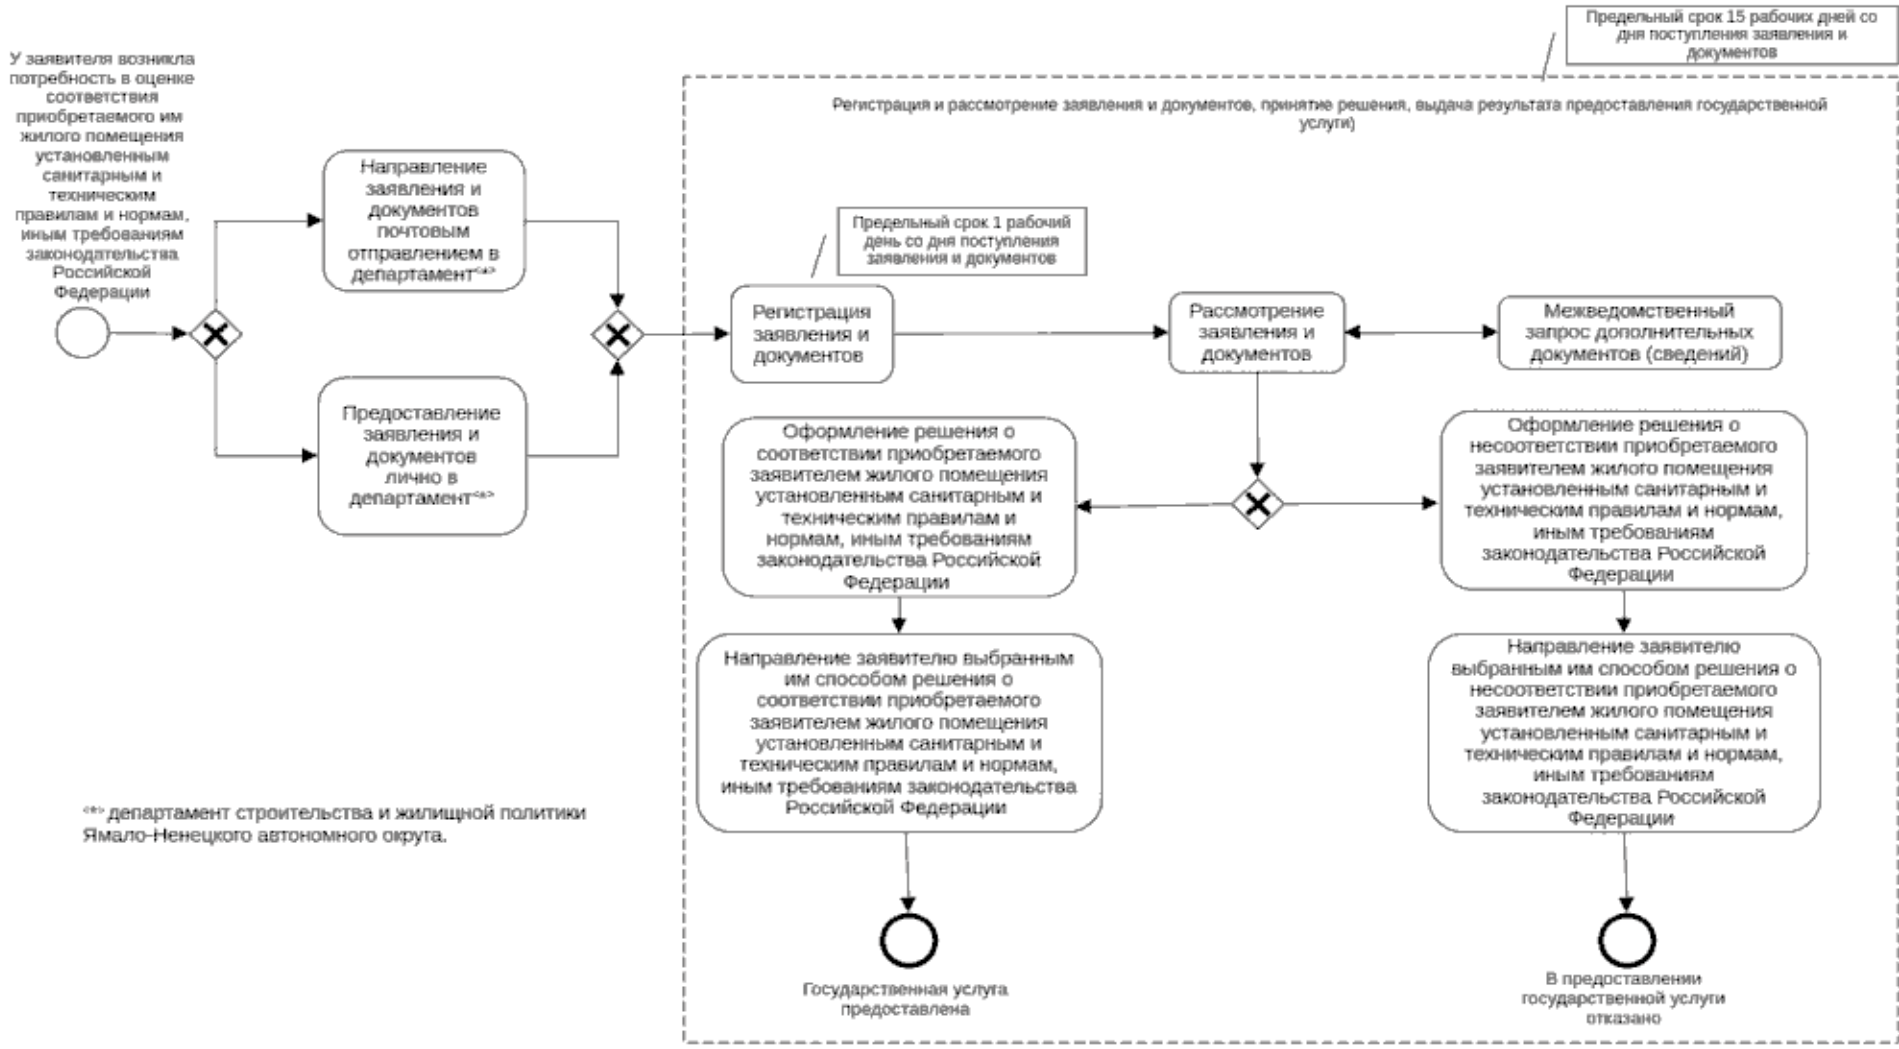 Предельный срок 15 рабочих дней со
дня поступления заявления и
документов
У заявителя возникла
потребность в оценке
соответствия
приобретаемого им
жилого помещения
установленным
санитарным и
техническим
правилам и нормам,
иным требованиям
законодательства
Российской
Федерации
Регистрация и рассмотрение заявления и документов, принятие решения, выдача результата предоставления государственной
услуги)
Направление
заявления и
документов
почтовым
отправлением в
департамент<*>
Предоставление
заявления и
документов
лично в
департамент<*>
Предельный срок 1 рабочий
день со дня поступления
заявления и документов
Регистрация
заявления и
документов
Рассмотрение
заявления и
документов
Межведомственный
запрос дополнительных
документов (сведений)
Оформление решения о
соответствии приобретаемого
заявителем жилого помещения
установленным санитарным и
техническим правилам и
нормам, иным требованиям
законодательства Российской
Федерации
Оформление решения о
несоответствии приобретаемого
заявителем жилого помещения
установленным санитарным и
техническим правилам и нормам,
иным требованиям
законодательства Российской
Федерации
Направление заявителю выбранным
им способом решения о
соответствии приобретаемого
заявителем жилого помещения
установленным санитарным и
техническим правилам и нормам,
иным требованиям законодательства
Российской Федерации
Направление заявителю
выбранным им способом решения о
несоответствии приобретаемого
заявителем жилого помещения
установленным санитарным и
техническим правилам и нормам,
иным требованиям
законодательства Российской
Федерации
<*> департамент строительства и жилищной политики
Ямало-Ненецкого автономного округа.
Государственная услуга
предоставлена
В предоставлении
государственной услуги
отказано